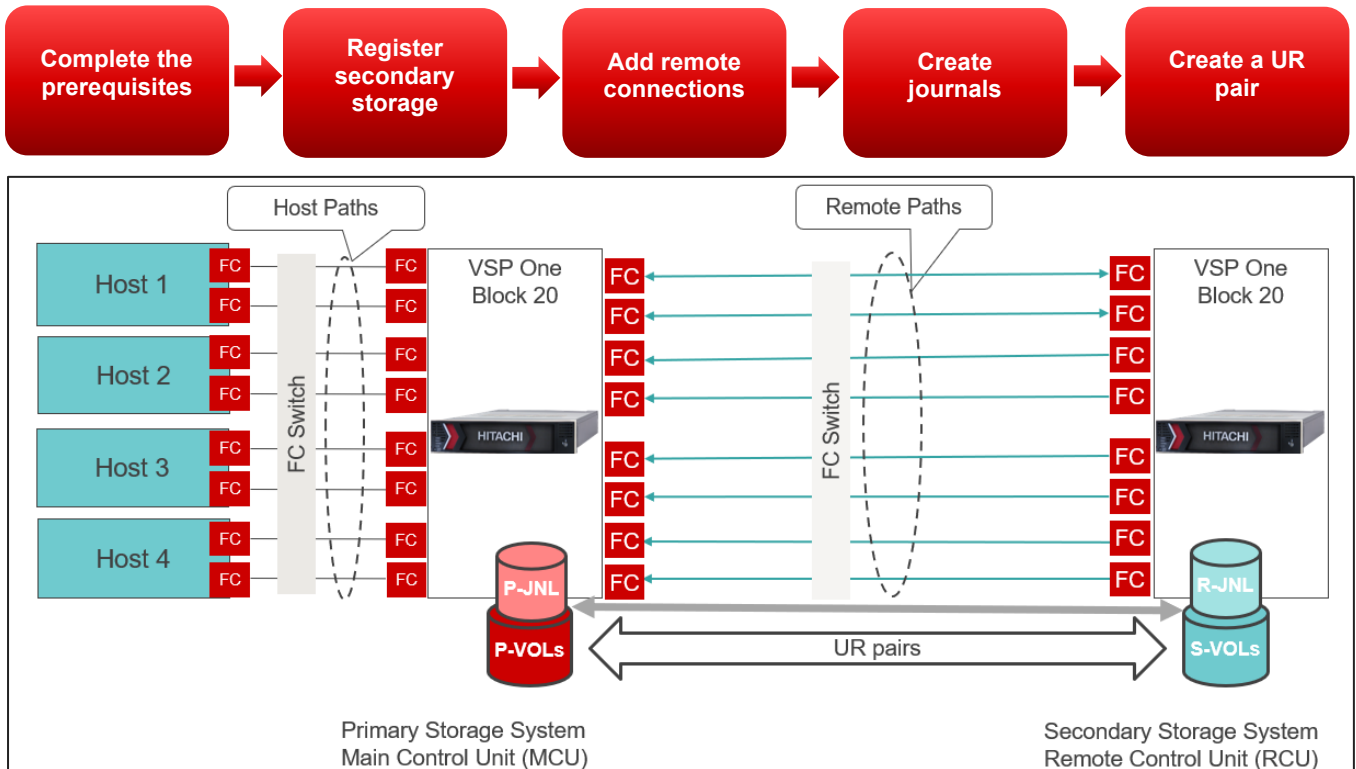 Complete the
prerequisites
Register
secondary
storage
Add remote
connections
Create
journals
Create a UR
pair
Host Paths
Remote Paths
Host 1
Host 2
Host 3
Host 4
FC
FC
FC
FC
FC
FC
FC
FC
FC Switch
FC
FC
FC
FC
FC
FC
FC
FC
VSP One
Block 20
HITACHI
P-JNL
P-VOLs
FC
FC
FC
FC
FC
FC
FC
FC
FC Switch
FC
FC
FC
FC
FC
FC
FC
FC
VSP One
Block 20
HITACHI
R-JNL
S-VOLs
UR pairs
Primary Storage System
Main Control Unit (MCU)
Secondary Storage System
Remote Control Unit (RCU)